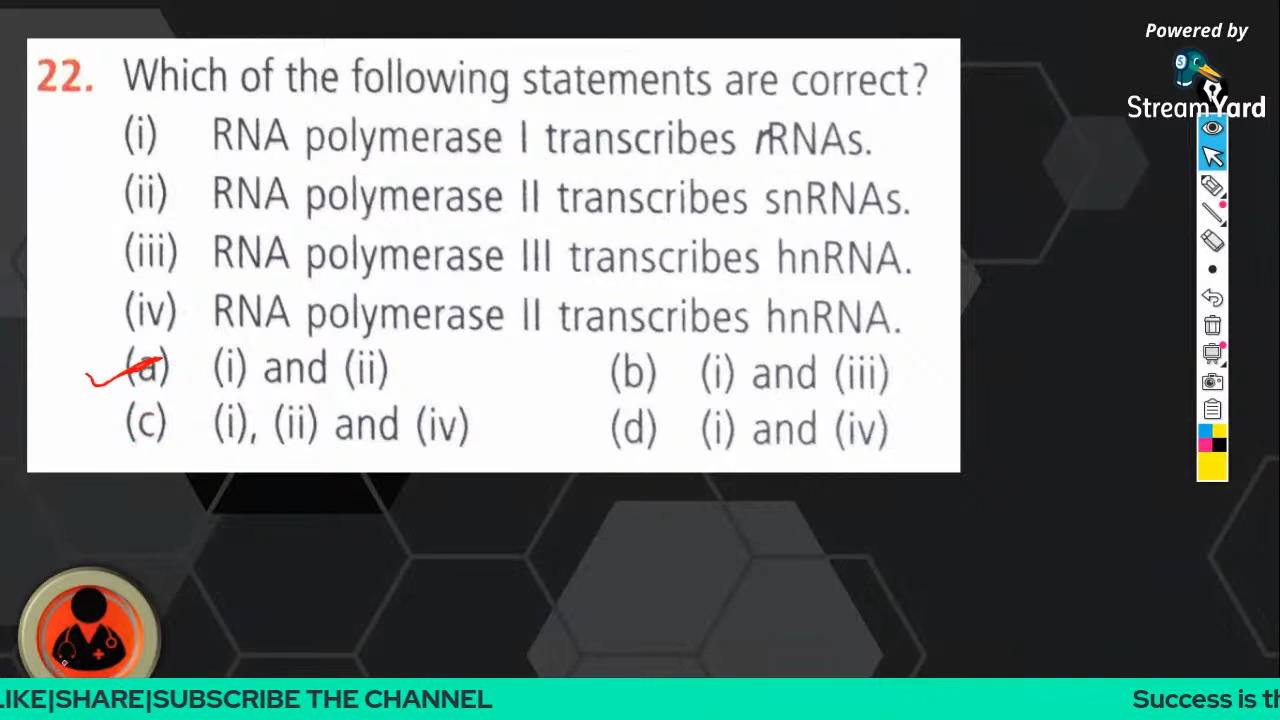 Powered by
StreamYard
22. Which of the following statements are correct?
(i) RNA polymerase I transcribes rRNAs.
(ii) RNA polymerase II transcribes snRNAs.
(iii) RNA polymerase III transcribes hnRNA.
(iv) RNA polymerase II transcribes hnRNA.
(a) (i) and (ii) (b) (i) and (iii)
(c) (i), (ii) and (iv) (d) (i) and (iv)
LIKE|SHARE|SUBSCRIBE THE CHANNEL Success is th